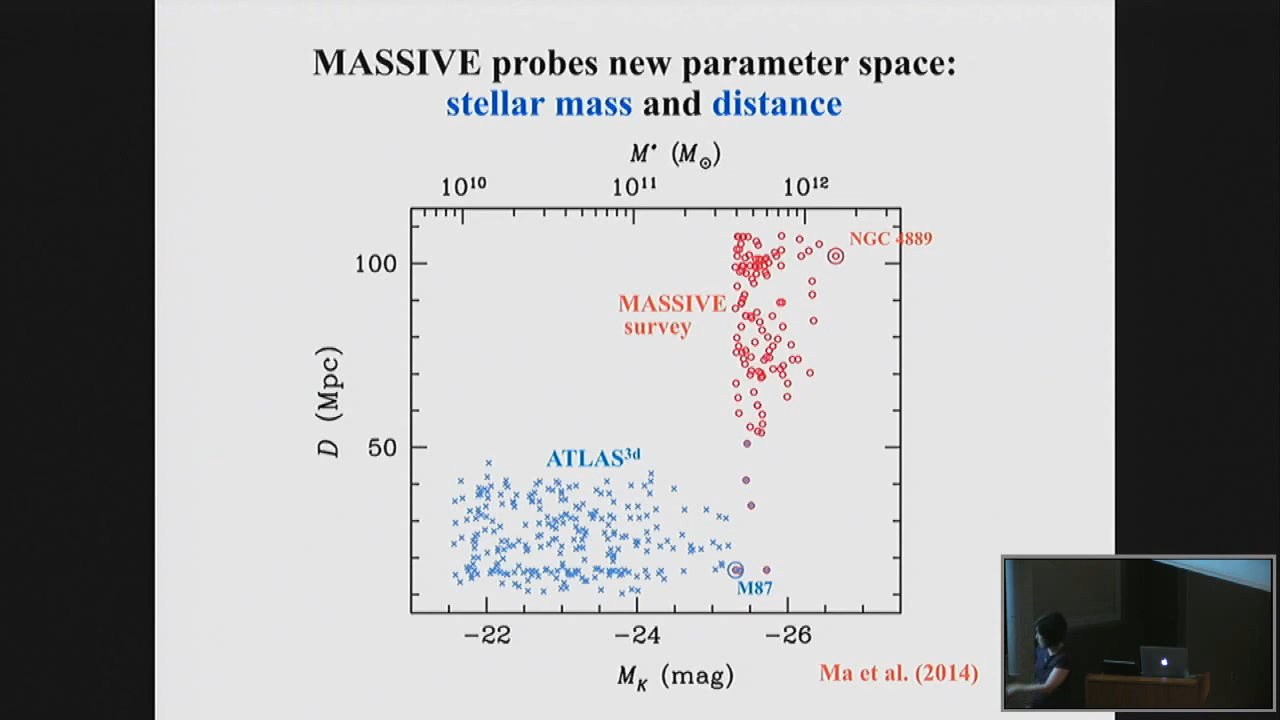 MASSIVE probes new parameter space:
stellar mass and distance
M* (M⊙)
10¹⁰ 10¹¹ 10¹²
NGC 4889
100
MASSIVE
survey
D (Mpc)
50
ATLAS³ᵈ
M87
−22 −24 −26
M_K (mag)
Ma et al. (2014)